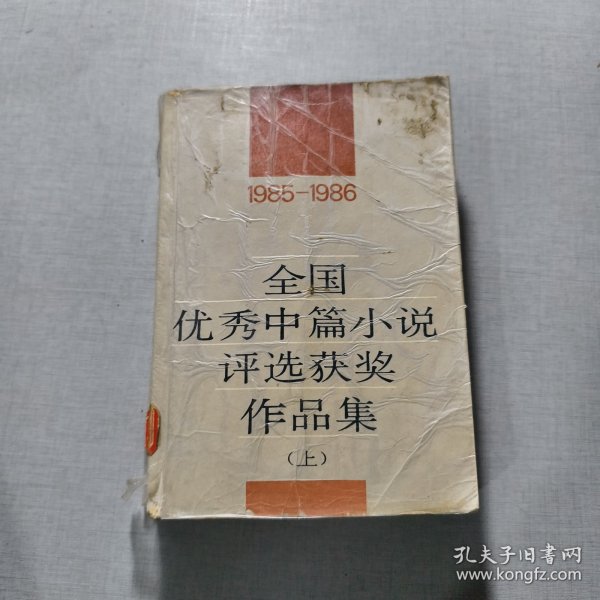 1985-1986
全国
优秀中篇小说
评选获奖
作品集
（上）
孔夫子旧书网
www.kongfz.com